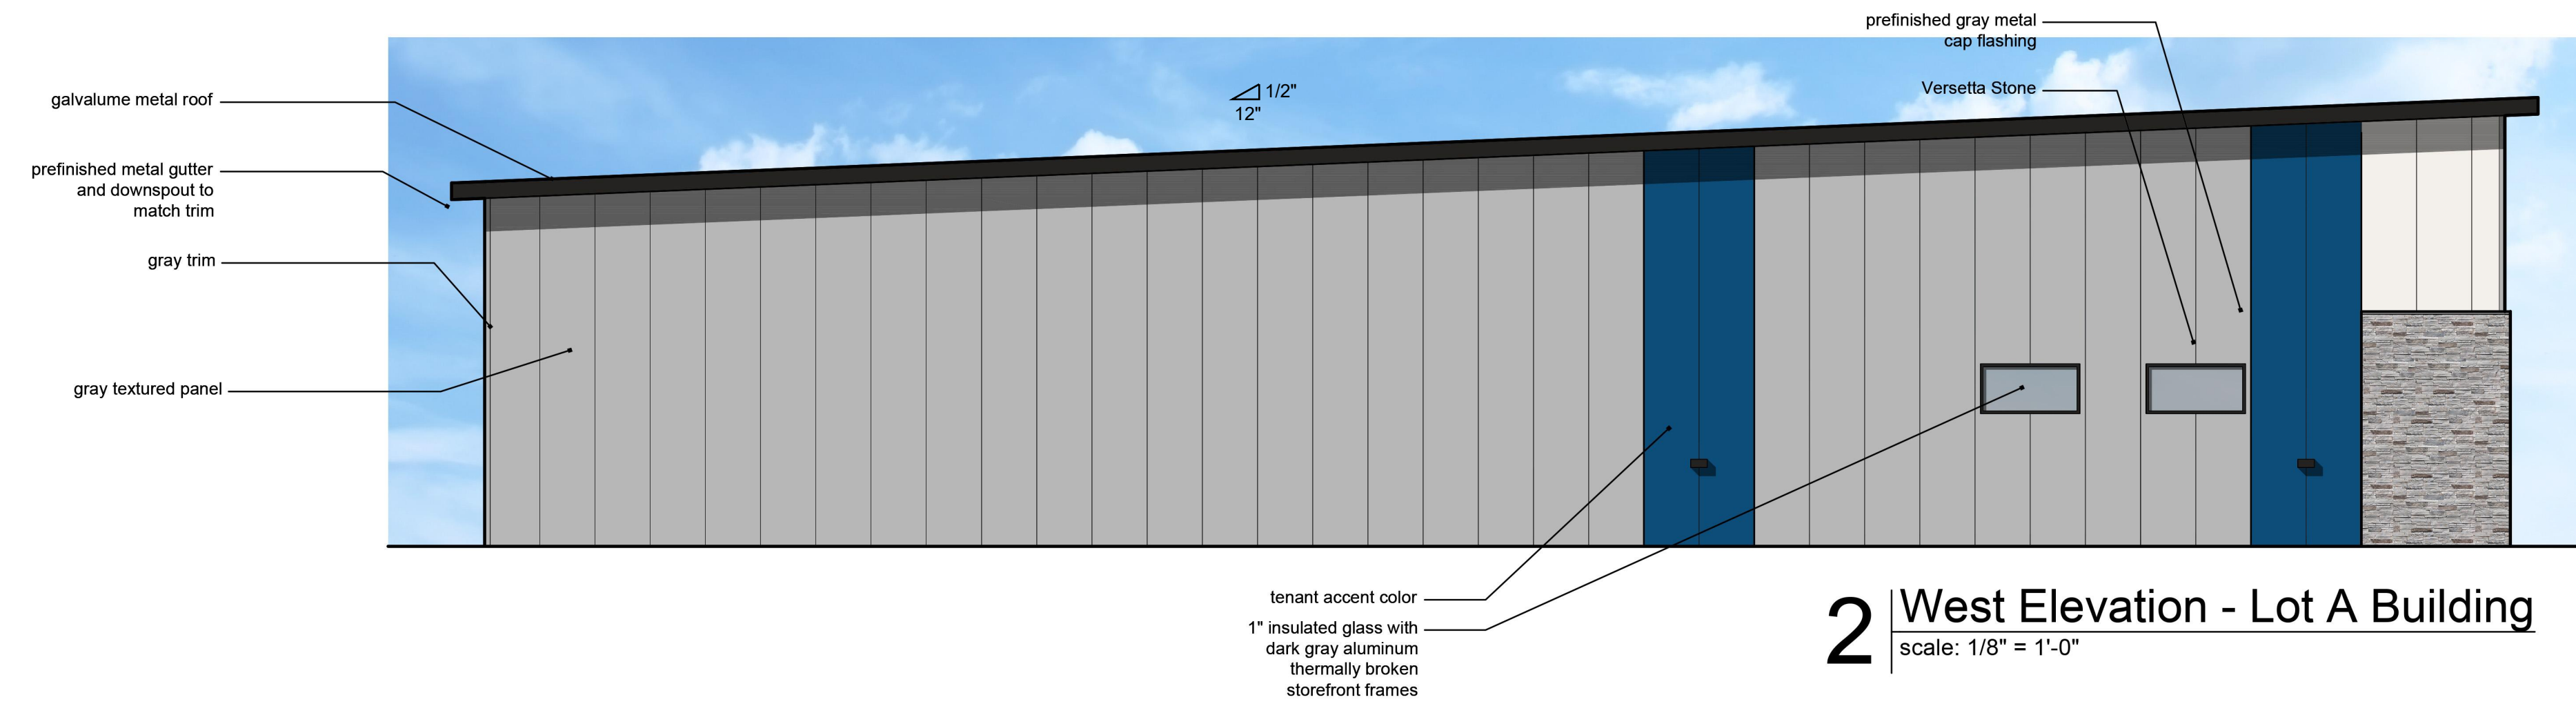 prefinished gray metal
cap flashing
Versetta Stone
galvalume metal roof
1/2"
12"
prefinished metal gutter
and downspout to
match trim
gray trim
gray textured panel
tenant accent color
1" insulated glass with
dark gray aluminum
thermally broken
storefront frames
2
West Elevation - Lot A Building
scale: 1/8" = 1'-0"